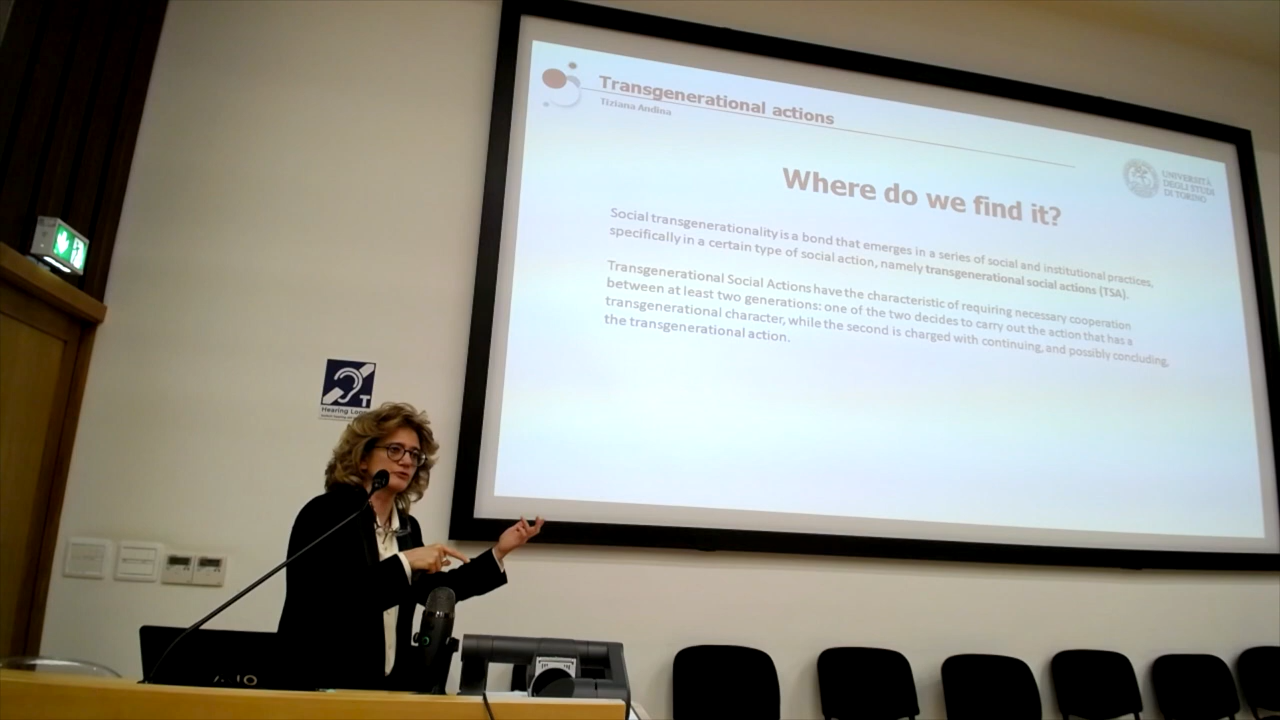 Transgenerational actions
Tiziana Andina
UNIVERSITÀ
DEGLI STUDI
DI TORINO
Where do we find it?
Social transgenerationality is a bond that emerges in a series of social and institutional practices,
specifically in a certain type of social action, namely transgenerational social actions (TSA).
Transgenerational Social Actions have the characteristic of requiring necessary cooperation
between at least two generations: one of the two decides to carry out the action that has a
transgenerational character, while the second is charged with continuing, and possibly concluding,
the transgenerational action.
T
Hearing